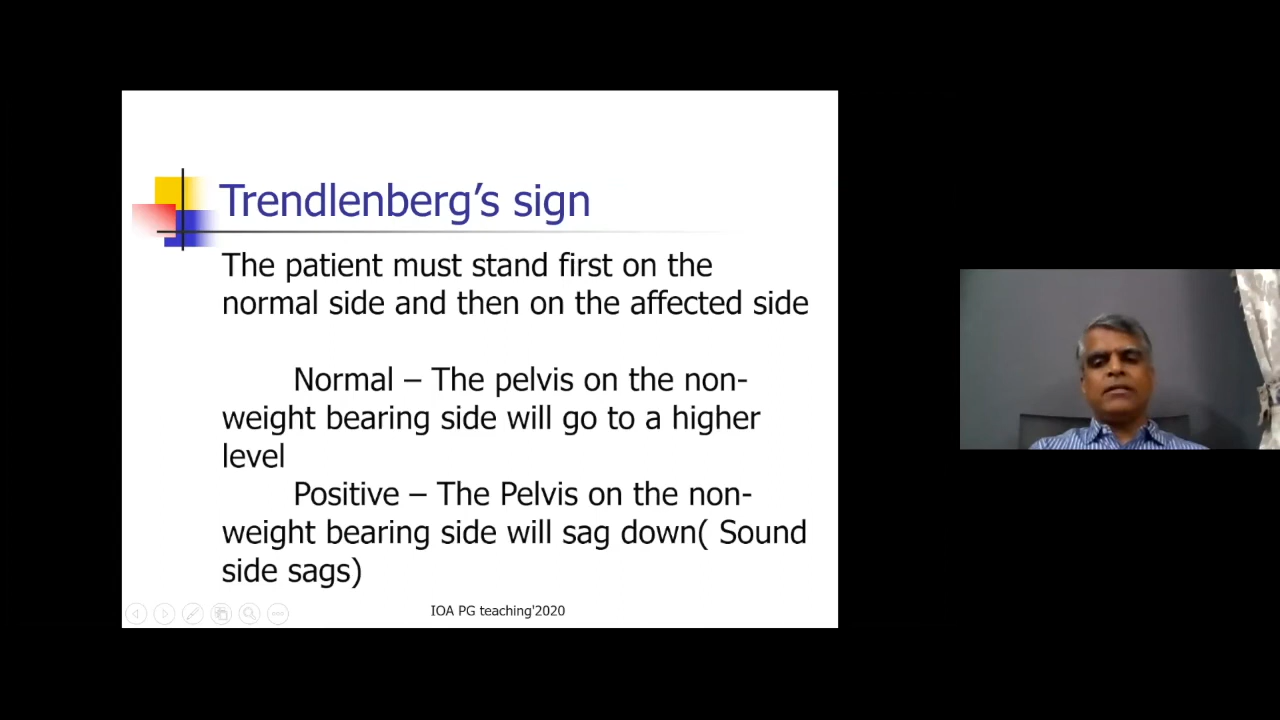 Trendlenberg’s sign
The patient must stand first on the
normal side and then on the affected side
Normal – The pelvis on the non-
weight bearing side will go to a higher
level
Positive – The Pelvis on the non-
weight bearing side will sag down( Sound
side sags)
IOA PG teaching'2020